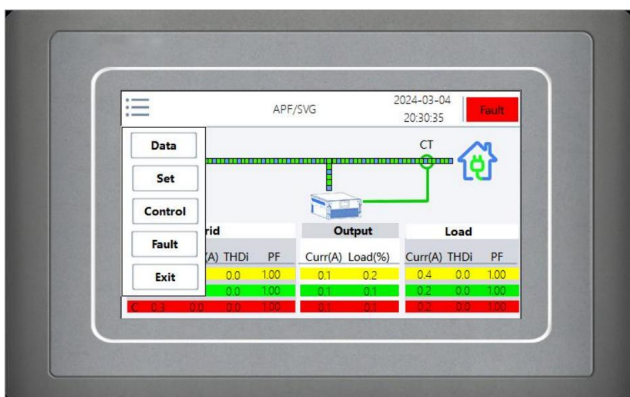 APF/SVG
2024-03-04
20:30:35
Fault
Data
Set
Control
Fault
Exit
CT
rid Output Load
(A) THDi PF Curr(A) Load(%) Curr(A) THDi PF
0.0 1.00 0.1 0.2 0.4 0.0 1.00
0.0 1.00 0.1 0.1 0.2 0.0 1.00
C 0.3 0.0 0.0 1.00 0.1 0.1 0.2 0.0 1.00